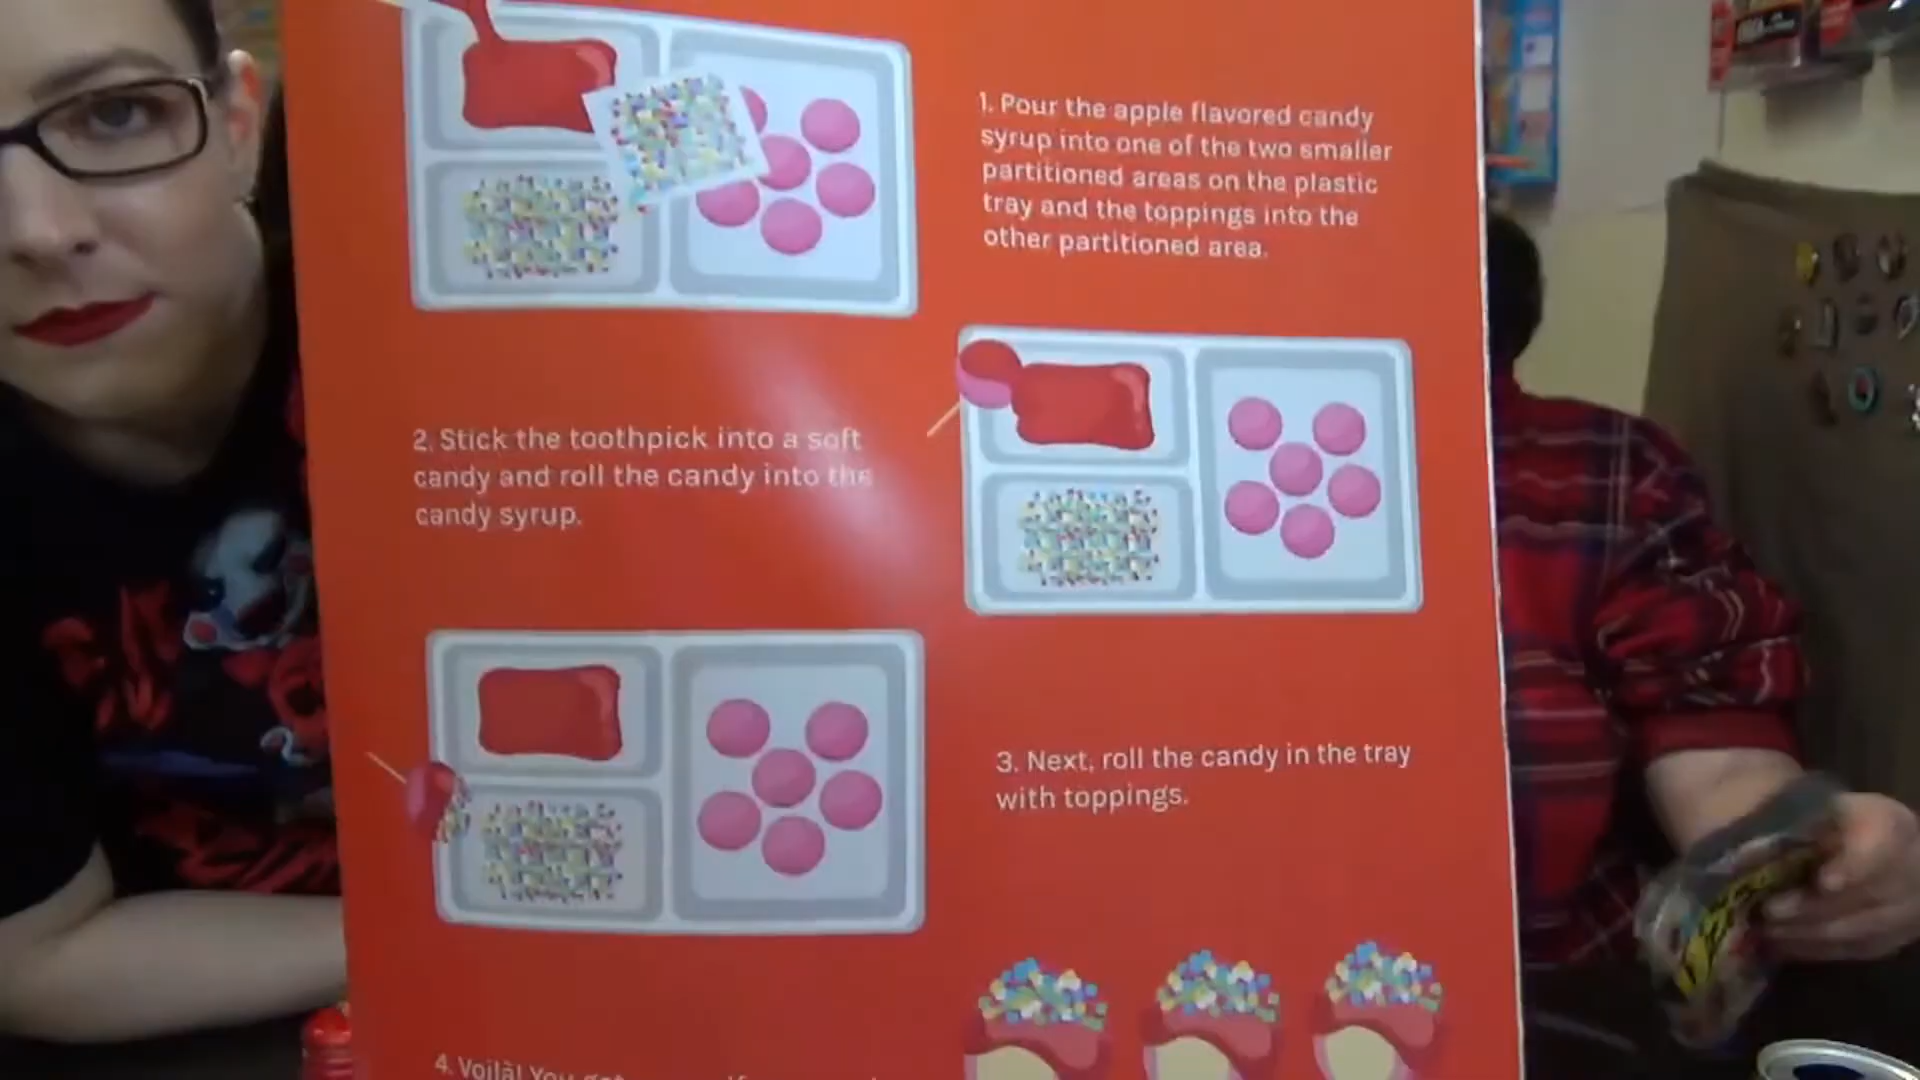 1. Pour the apple flavored candy
syrup into one of the two smaller
partitioned areas on the plastic
tray and the toppings into the
other partitioned area.
2. Stick the toothpick into a soft
candy and roll the candy into the
candy syrup.
3. Next, roll the candy in the tray
with toppings.
4. Voilà! You